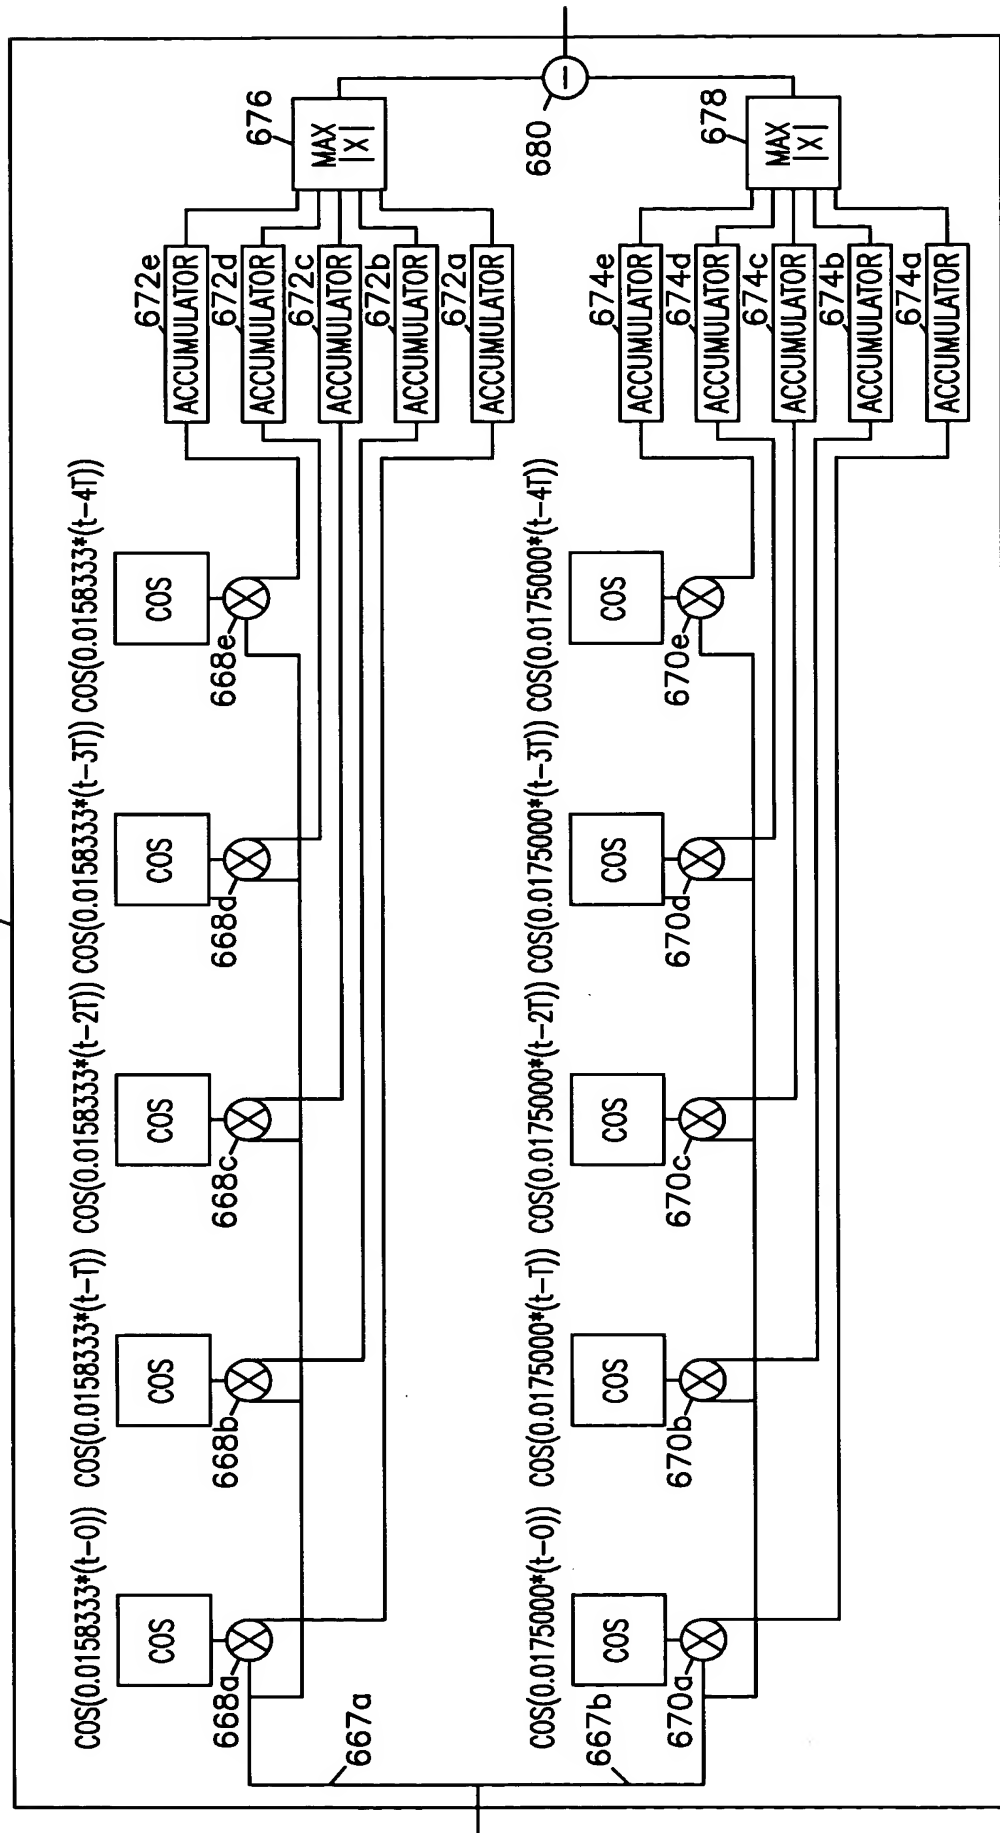 COS(0.0158333*(t-0)) COS(0.0158333*(t-T)) COS(0.0158333*(t-2T)) COS(0.0158333*(t-3T)) COS(0.0158333*(t-4T))
COS COS COS COS COS
668a 668b 668c 668d 668e
667a
672e
ACCUMULATOR
672d
ACCUMULATOR
672c
ACCUMULATOR
672b
ACCUMULATOR
672a
ACCUMULATOR
676
MAX
|X|
680
−
COS(0.0175000*(t-0)) COS(0.0175000*(t-T)) COS(0.0175000*(t-2T)) COS(0.0175000*(t-3T)) COS(0.0175000*(t-4T))
COS COS COS COS COS
667b
670a 670b 670c 670d 670e
674e
ACCUMULATOR
674d
ACCUMULATOR
674c
ACCUMULATOR
674b
ACCUMULATOR
674a
ACCUMULATOR
678
MAX
|X|